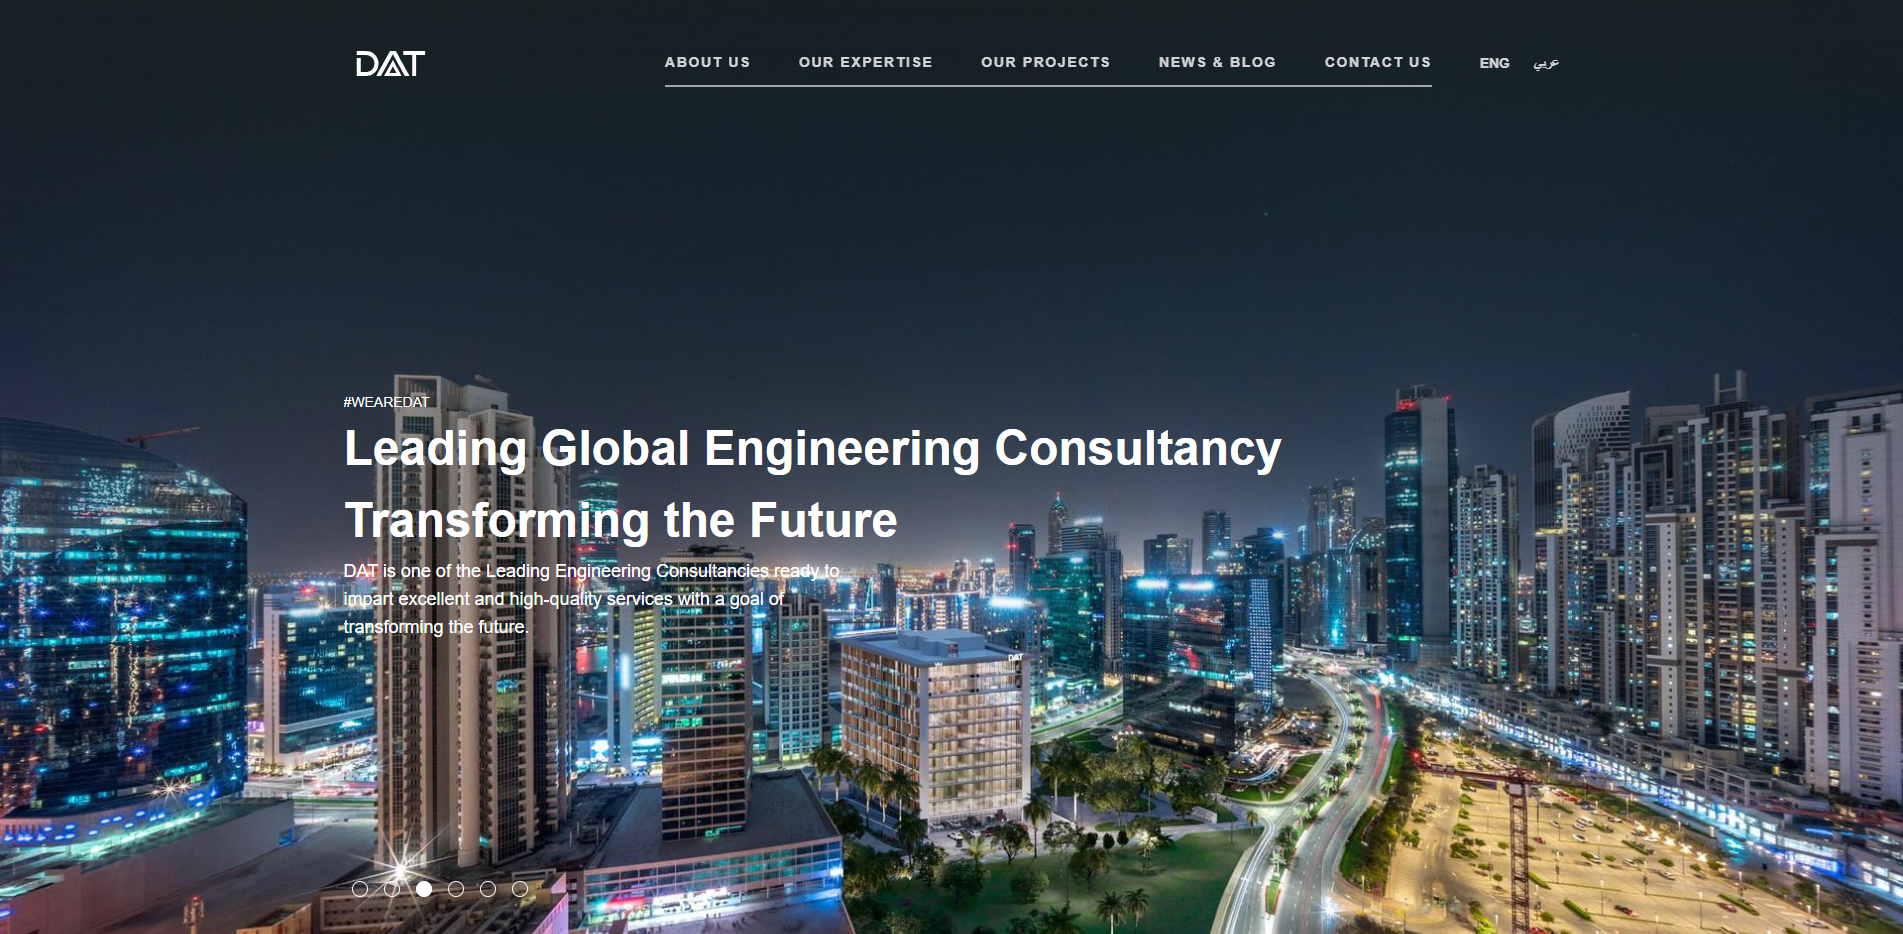 DAT
ABOUT US
OUR EXPERTISE
OUR PROJECTS
NEWS & BLOG
CONTACT US
ENG
عربي
#WEAREDAT
Leading Global Engineering Consultancy
Transforming the Future
DAT is one of the Leading Engineering Consultancies ready to
impart excellent and high-quality services with a goal of
transforming the future.
DAT